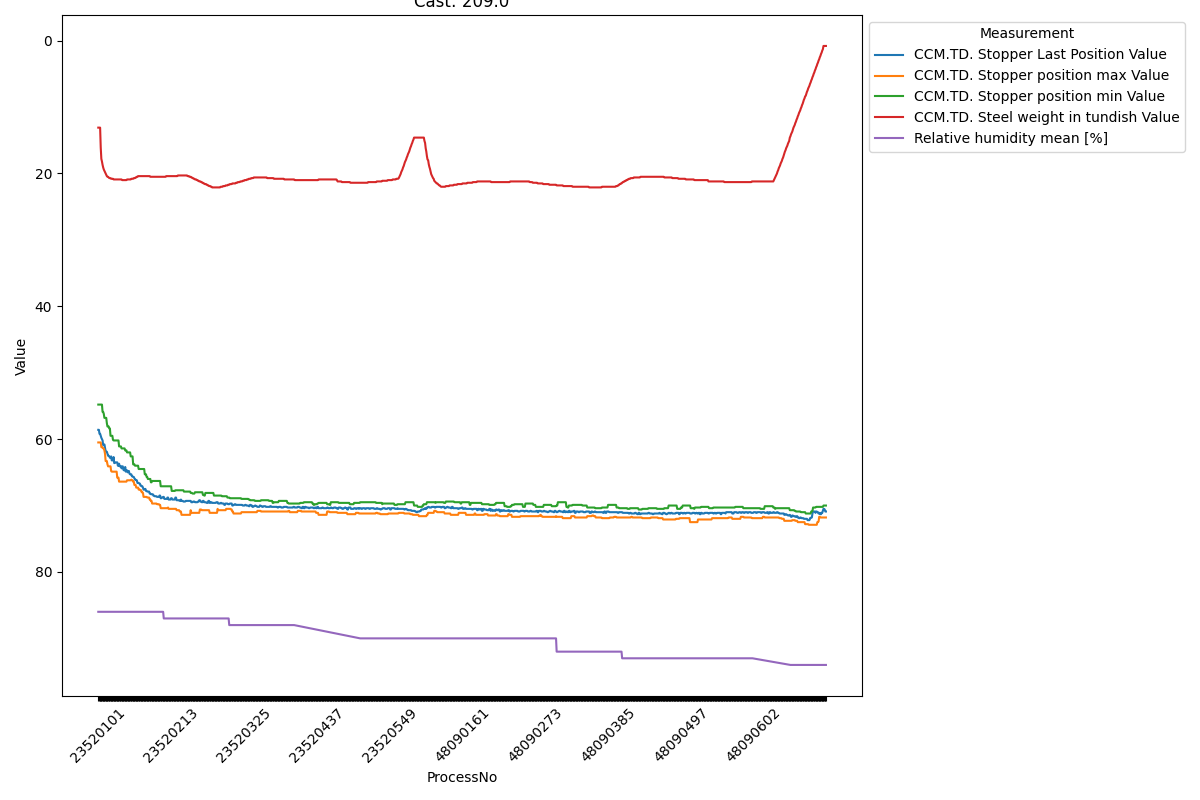 Cast: 209.0
Measurement
CCM.TD. Stopper Last Position Value
CCM.TD. Stopper position max Value
CCM.TD. Stopper position min Value
CCM.TD. Steel weight in tundish Value
Relative humidity mean [%]
0
20
40
60
80
Value
23520101
23520213
23520325
23520437
23520549
48090161
48090273
48090385
48090497
48090602
ProcessNo